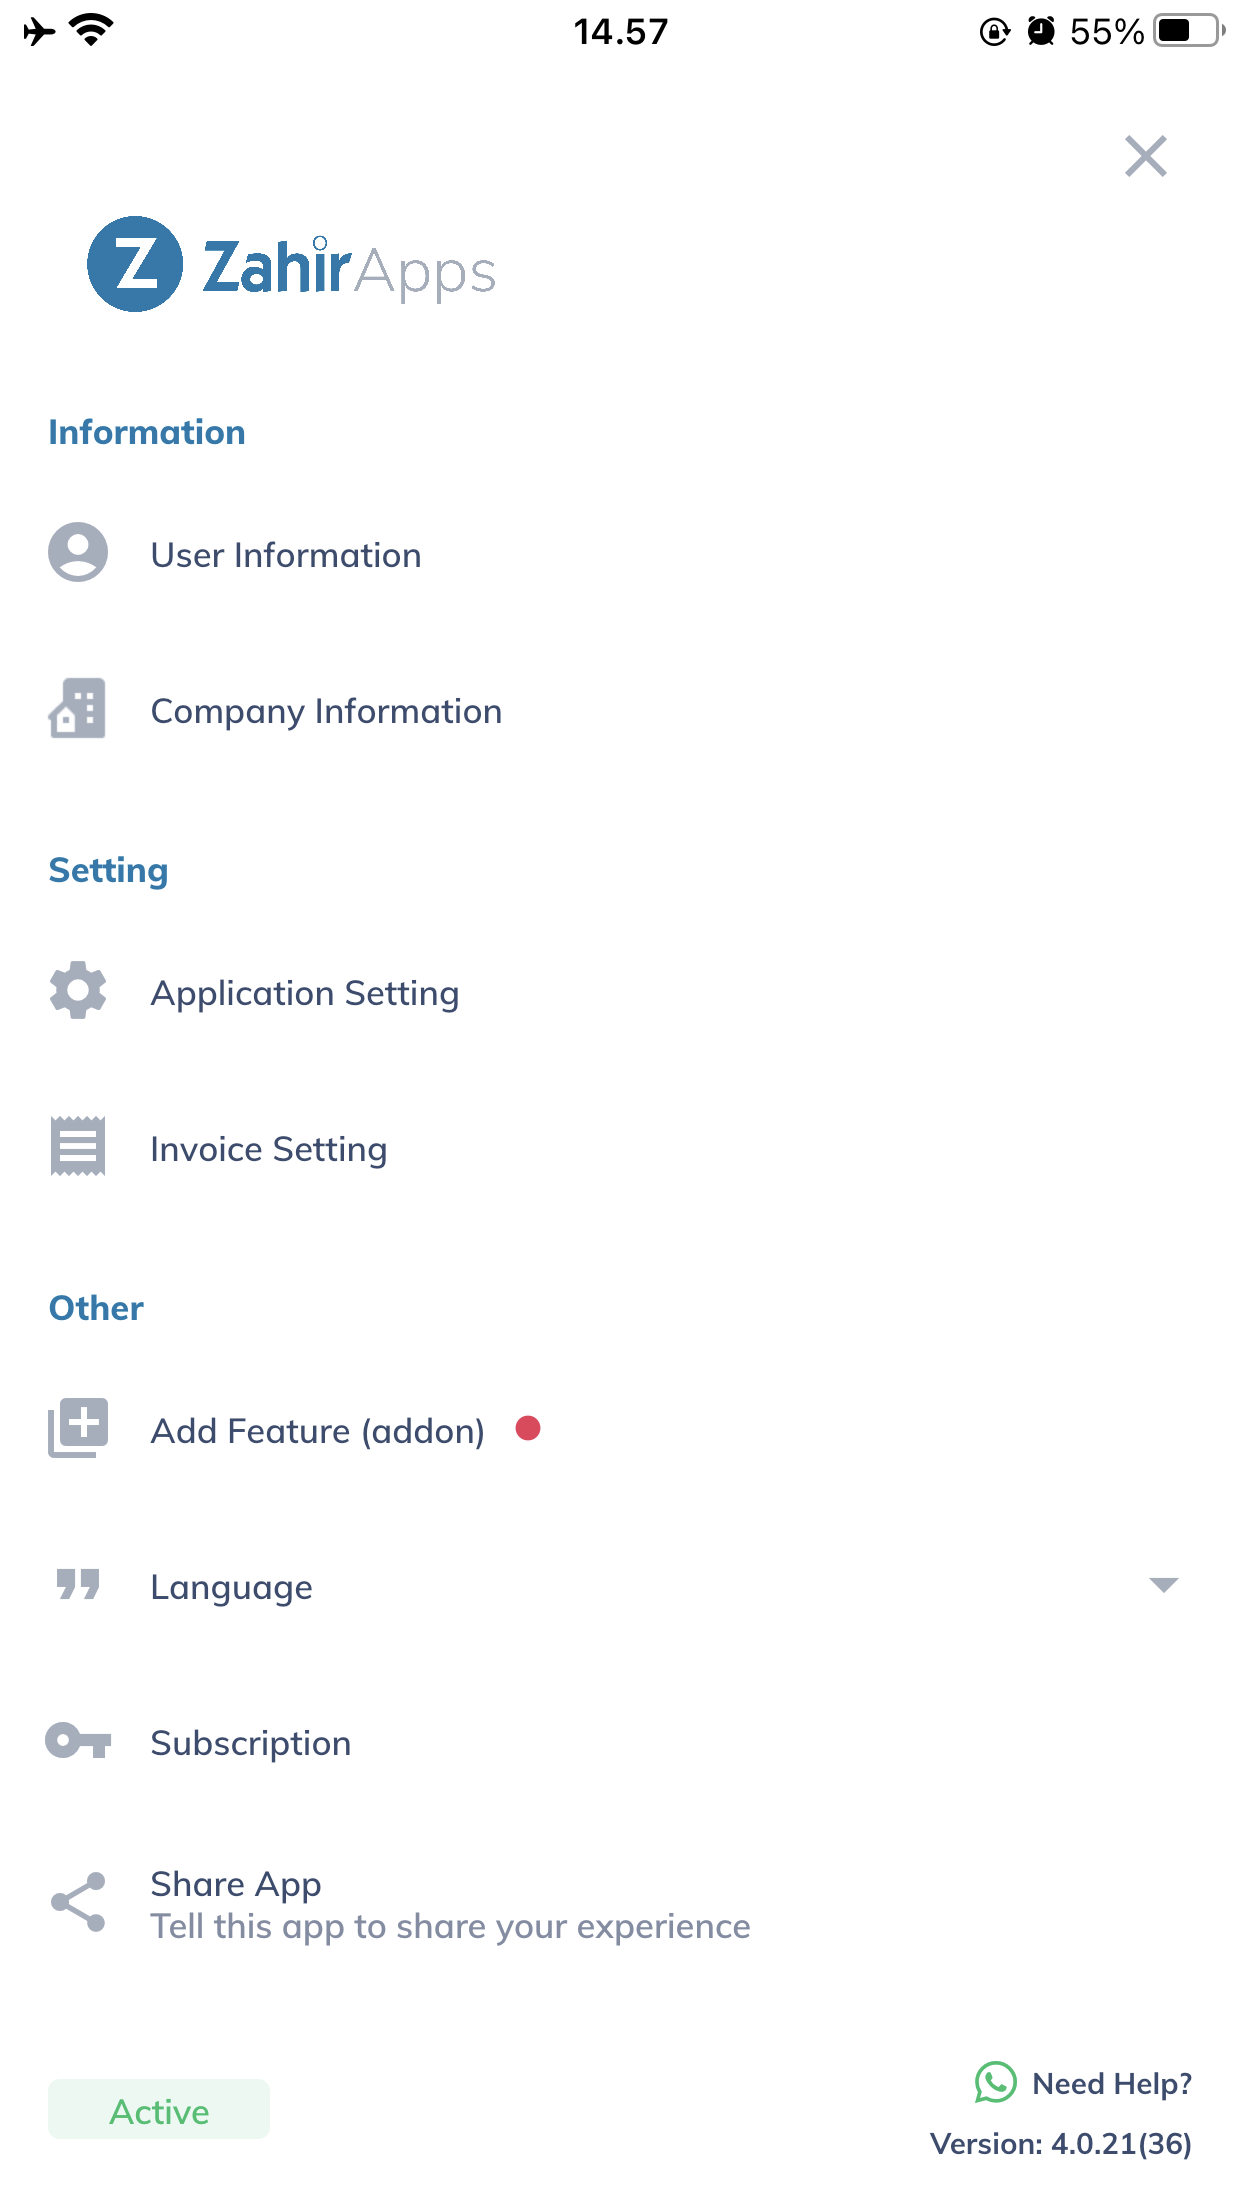 14.57
55%
Z ZahirApps
Information
User Information
Company Information
Setting
Application Setting
Invoice Setting
Other
Add Feature (addon)
Language
Subscription
Share App
Tell this app to share your experience
Active
Need Help?
Version: 4.0.21(36)